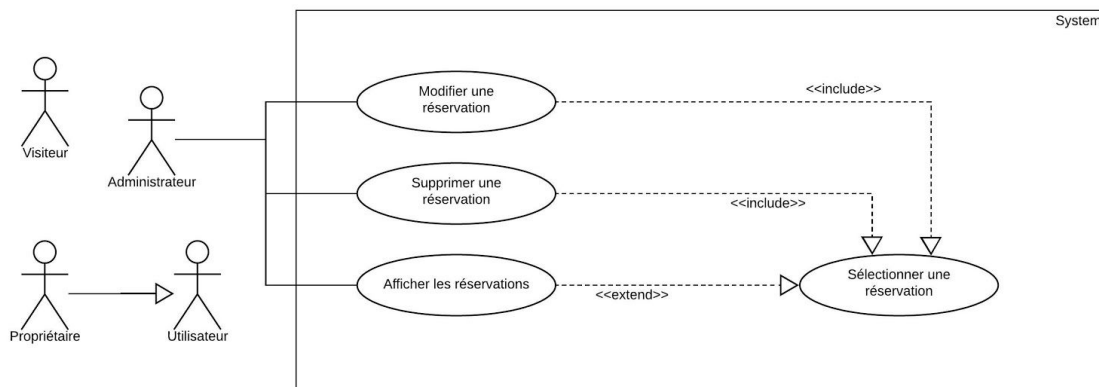 System
Visiteur
Administrateur
Propriétaire
Utilisateur
Modifier une
réservation
<<include>>
Supprimer une
réservation
<<include>>
Afficher les réservations
<<extend>>
Sélectionner une
réservation